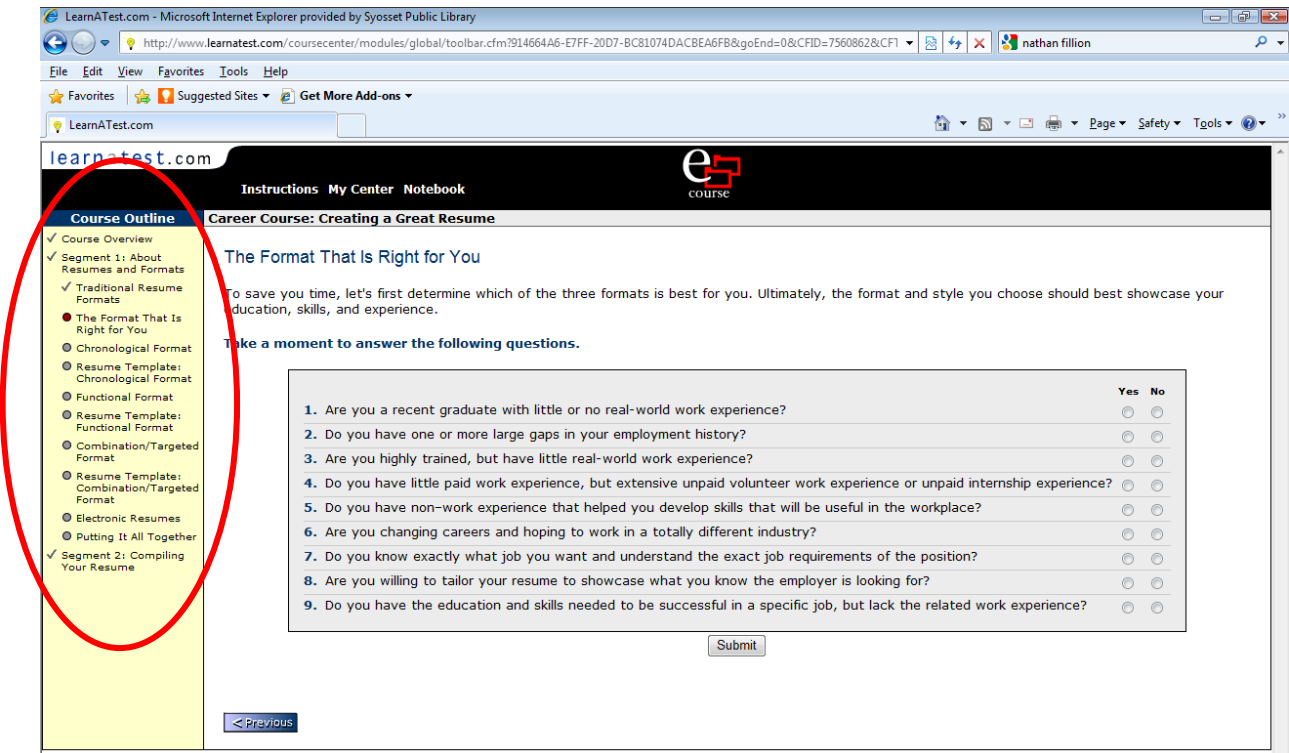 LearnATest.com - Microsoft Internet Explorer provided by Syosset Public Library
http://www.learnatest.com/coursecenter/modules/global/toolbar.cfm?914664A6-E7FF-20D7-BC81074DACBEA6FB&goEnd=0&CFID=7560862&CFT
nathan fillion
File Edit View Favorites Tools Help
Favorites Suggested Sites Get More Add-ons
LearnATest.com
Page Safety Tools
learnatest.com
Instructions My Center Notebook
e course
Course Outline
Career Course: Creating a Great Resume
Course Overview
Segment 1: About
Resumes and Formats
Traditional Resume
Formats
The Format That Is
Right for You
Chronological Format
Resume Template:
Chronological Format
Functional Format
Resume Template:
Functional Format
Combination/Targeted
Format
Resume Template:
Combination/Targeted
Format
Electronic Resumes
Putting It All Together
Segment 2: Compiling
Your Resume
The Format That Is Right for You
To save you time, let's first determine which of the three formats is best for you. Ultimately, the format and style you choose should best showcase your
education, skills, and experience.
Take a moment to answer the following questions.
Yes No
1. Are you a recent graduate with little or no real-world work experience?
2. Do you have one or more large gaps in your employment history?
3. Are you highly trained, but have little real-world work experience?
4. Do you have little paid work experience, but extensive unpaid volunteer work experience or unpaid internship experience?
5. Do you have non-work experience that helped you develop skills that will be useful in the workplace?
6. Are you changing careers and hoping to work in a totally different industry?
7. Do you know exactly what job you want and understand the exact job requirements of the position?
8. Are you willing to tailor your resume to showcase what you know the employer is looking for?
9. Do you have the education and skills needed to be successful in a specific job, but lack the related work experience?
Submit
< Previous